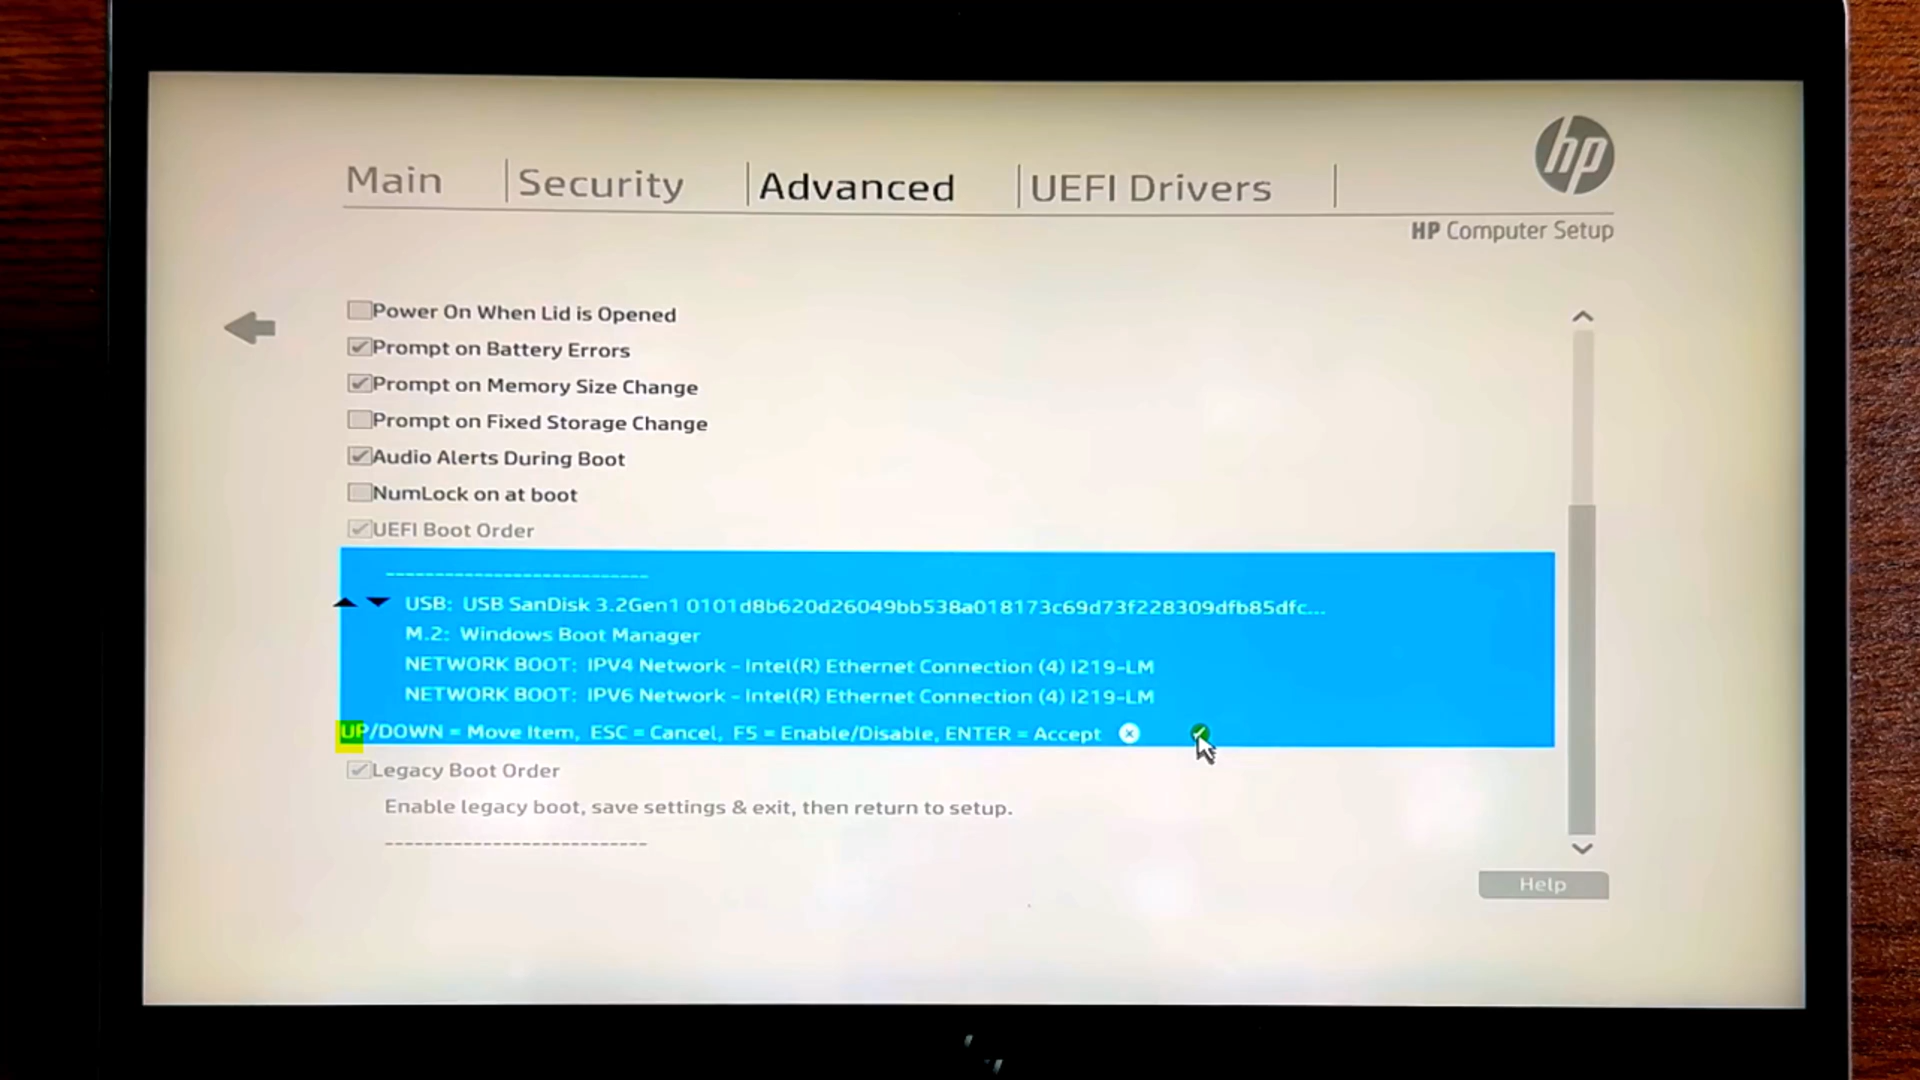 Main
Security
Advanced
UEFI Drivers
hp
HP Computer Setup
Power On When Lid is Opened
Prompt on Battery Errors
Prompt on Memory Size Change
Prompt on Fixed Storage Change
Audio Alerts During Boot
NumLock on at boot
UEFI Boot Order
---------------------------
USB: USB SanDisk 3.2Gen1 0101d8b620d26049bb538a018173c69d73f228309dfb85dfc...
M.2: Windows Boot Manager
NETWORK BOOT: IPV4 Network - Intel(R) Ethernet Connection (4) I219-LM
NETWORK BOOT: IPV6 Network - Intel(R) Ethernet Connection (4) I219-LM
UP/DOWN = Move Item, ESC = Cancel, F5 = Enable/Disable, ENTER = Accept
Legacy Boot Order
Enable legacy boot, save settings & exit, then return to setup.
---------------------------
Help